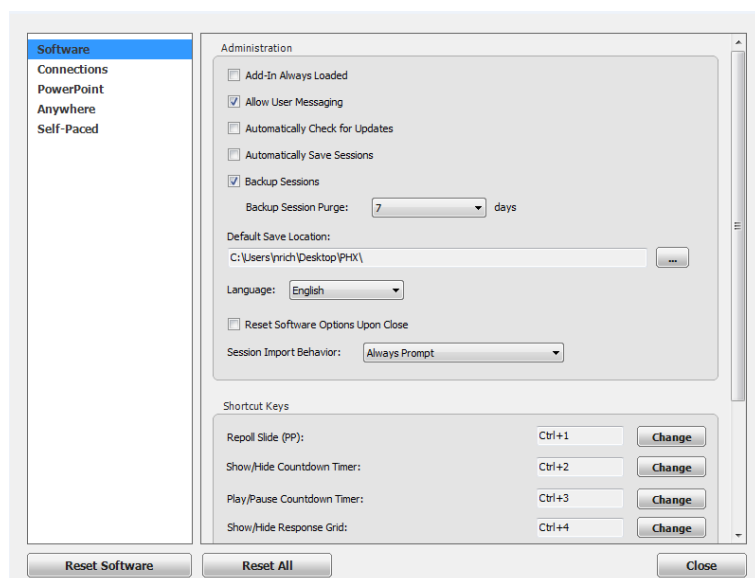 Software
Connections
PowerPoint
Anywhere
Self-Paced
Administration
Add-In Always Loaded
Allow User Messaging
Automatically Check for Updates
Automatically Save Sessions
Backup Sessions
Backup Session Purge: 7 days
Default Save Location:
C:\Users\nrich\Desktop\PHX\
...
Language: English
Reset Software Options Upon Close
Session Import Behavior: Always Prompt
Shortcut Keys
Repoll Slide (PP): Ctrl+1 Change
Show/Hide Countdown Timer: Ctrl+2 Change
Play/Pause Countdown Timer: Ctrl+3 Change
Show/Hide Response Grid: Ctrl+4 Change
Reset Software Reset All Close